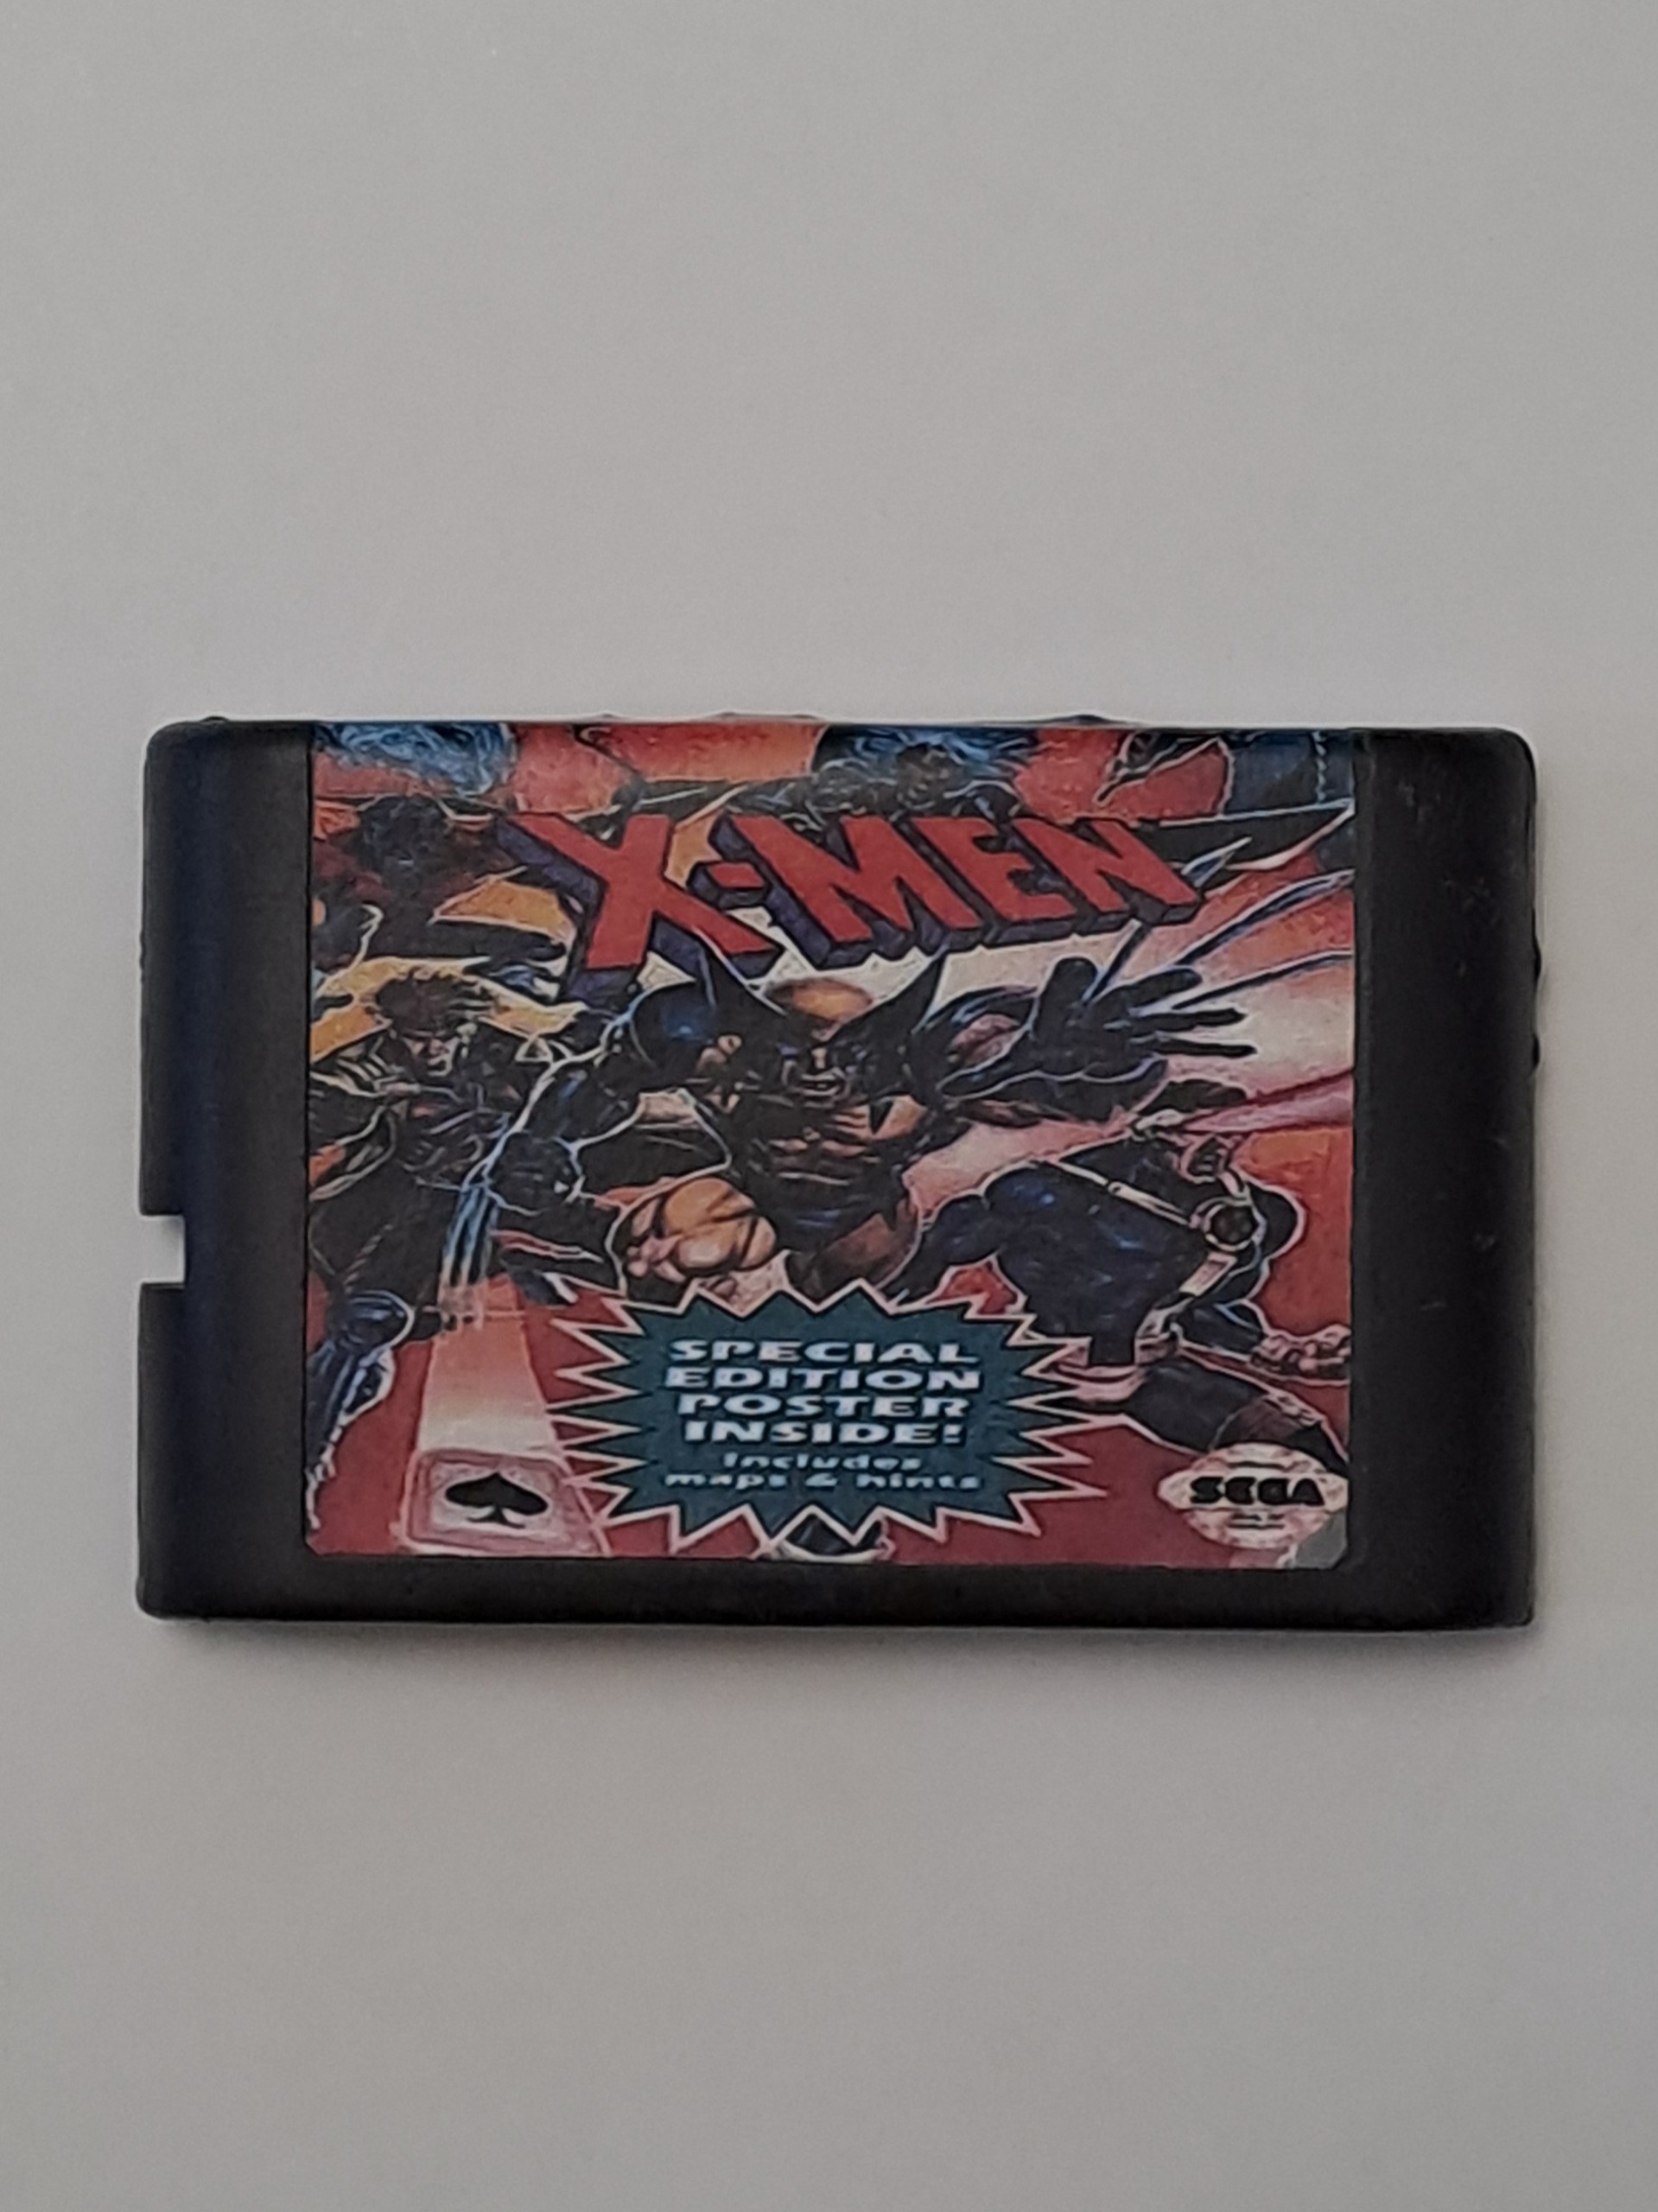 X-MEN
SPECIAL
EDITION
POSTER
INSIDE!
Includes
maps & hints
SEGA